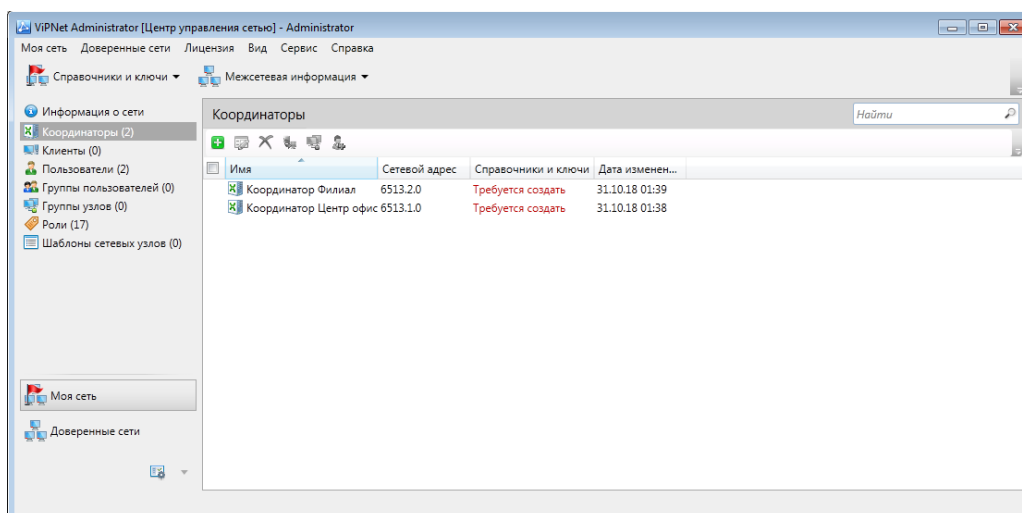 ViPNet Administrator [Центр управления сетью] - Administrator
Моя сеть Доверенные сети Лицензия Вид Сервис Справка
Справочники и ключи Межсетевая информация
Информация о сети
Координаторы (2)
Клиенты (0)
Пользователи (2)
Группы пользователей (0)
Группы узлов (0)
Роли (17)
Шаблоны сетевых узлов (0)
Моя сеть
Доверенные сети
Координаторы
Найти
Имя Сетевой адрес Справочники и ключи Дата изменен...
Координатор Филиал 6513.2.0 Требуется создать 31.10.18 01:39
Координатор Центр офис 6513.1.0 Требуется создать 31.10.18 01:38